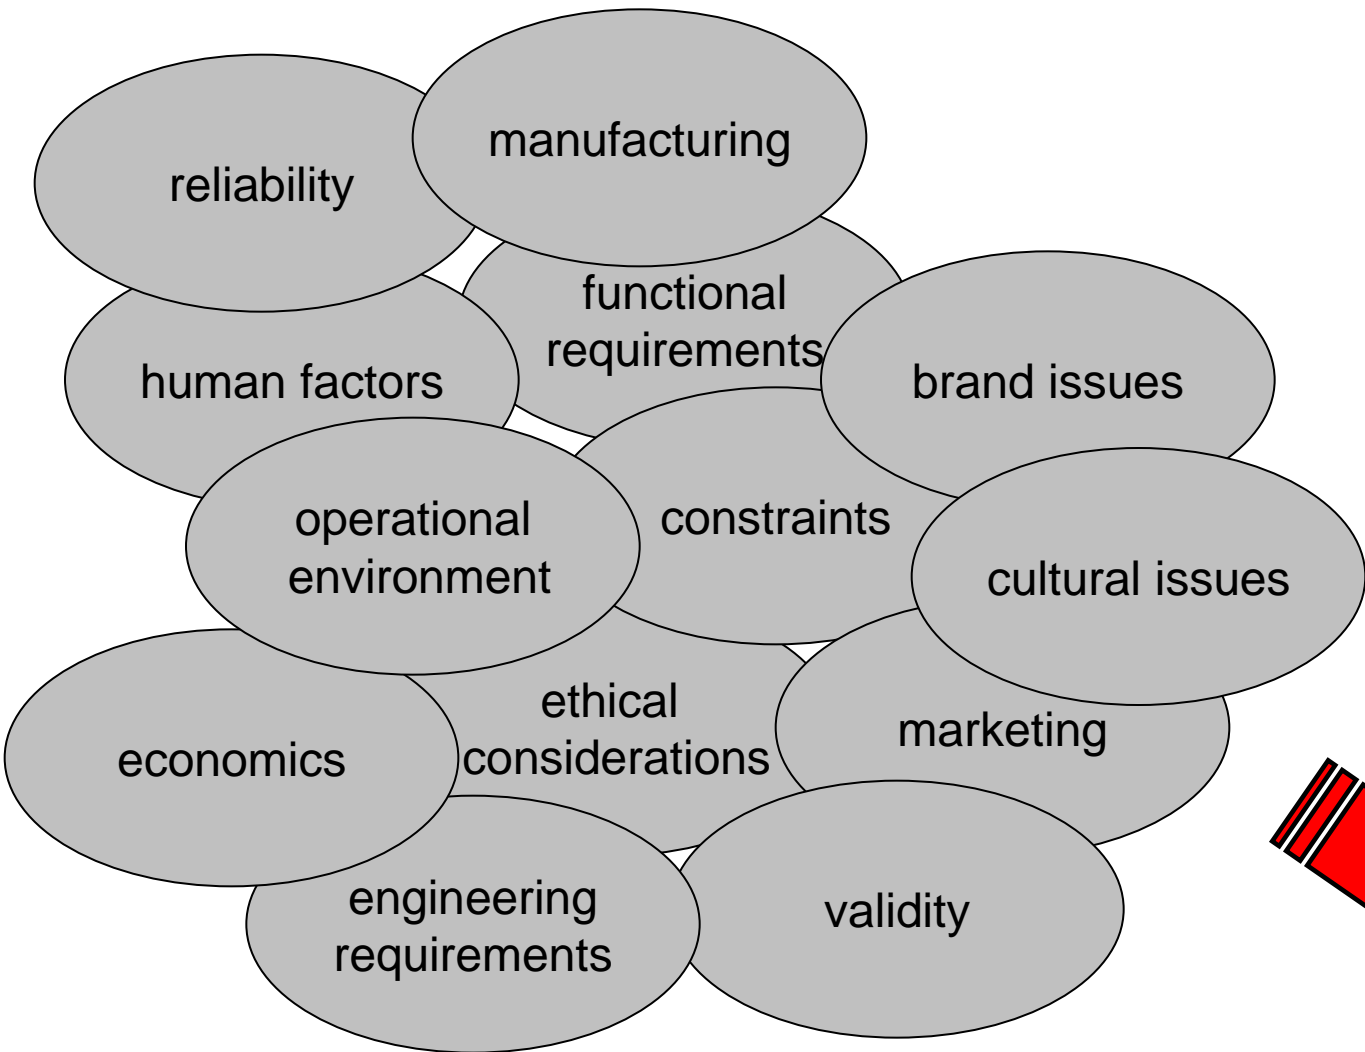 manufacturing
reliability
functional
requirements
human factors
brand issues
operational
environment
constraints
cultural issues
ethical
considerations
marketing
economics
engineering
requirements
validity